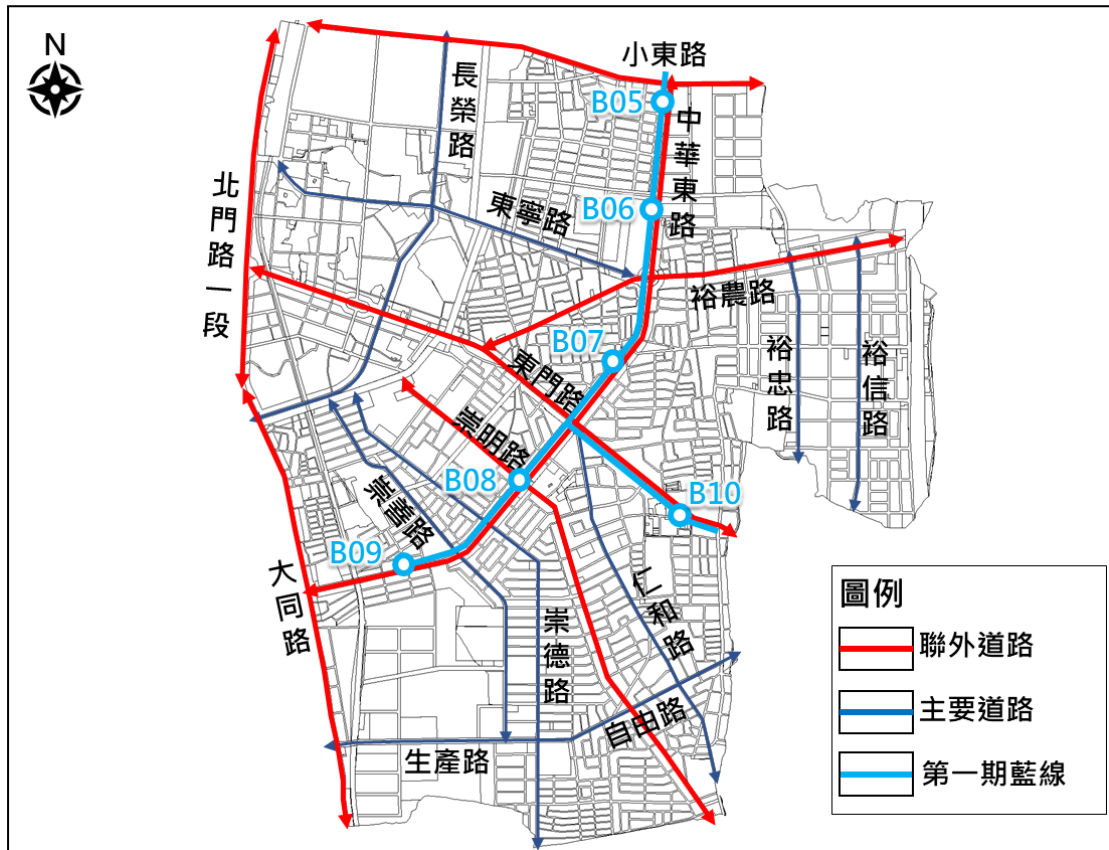 N
小東路
長榮路
B05
中華東路
北門路一段
東寧路
B06
裕農路
B07
東門路
裕忠路
裕信路
崇明路
B08
B10
崇善路
B09
大同路
仁和路
崇德路
自由路
生產路
圖例
聯外道路
主要道路
第一期藍線